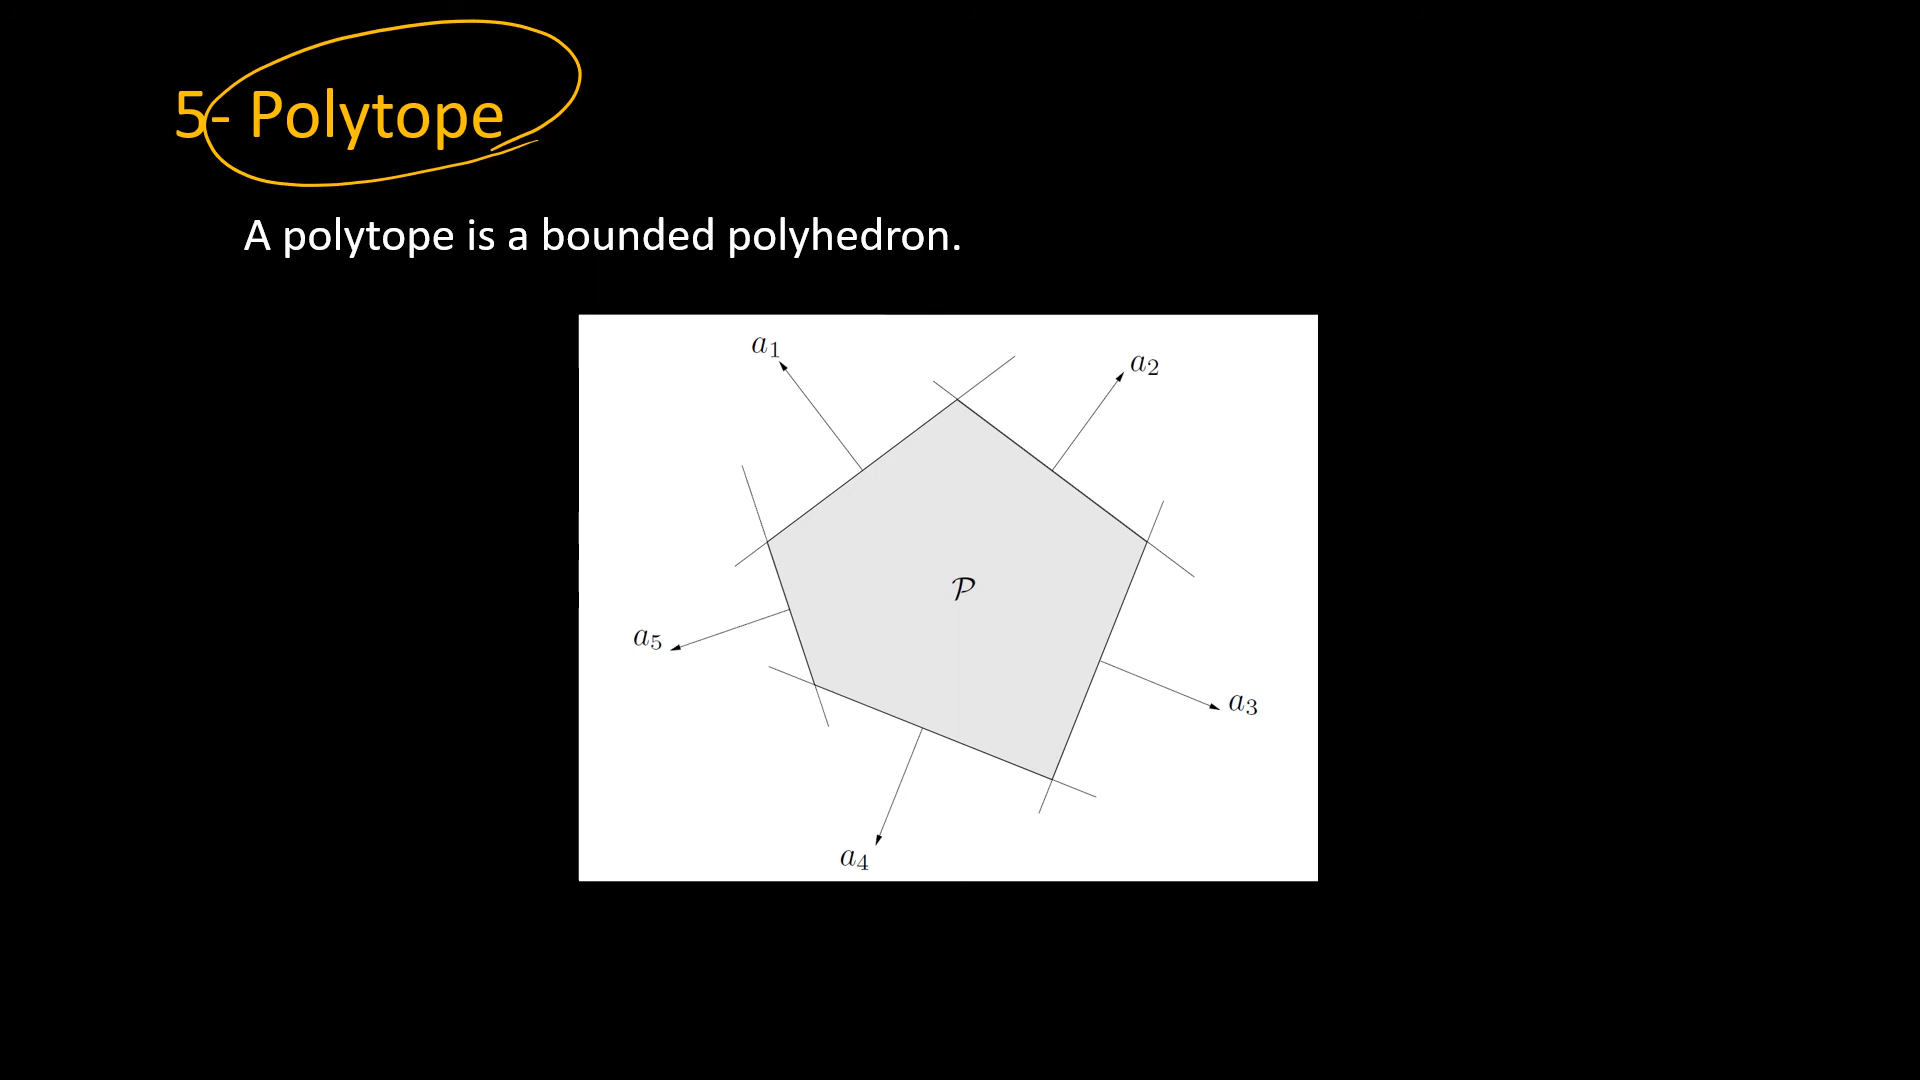 5- Polytope
A polytope is a bounded polyhedron.
a₁
a₂
𝒫
a₅
a₃
a₄